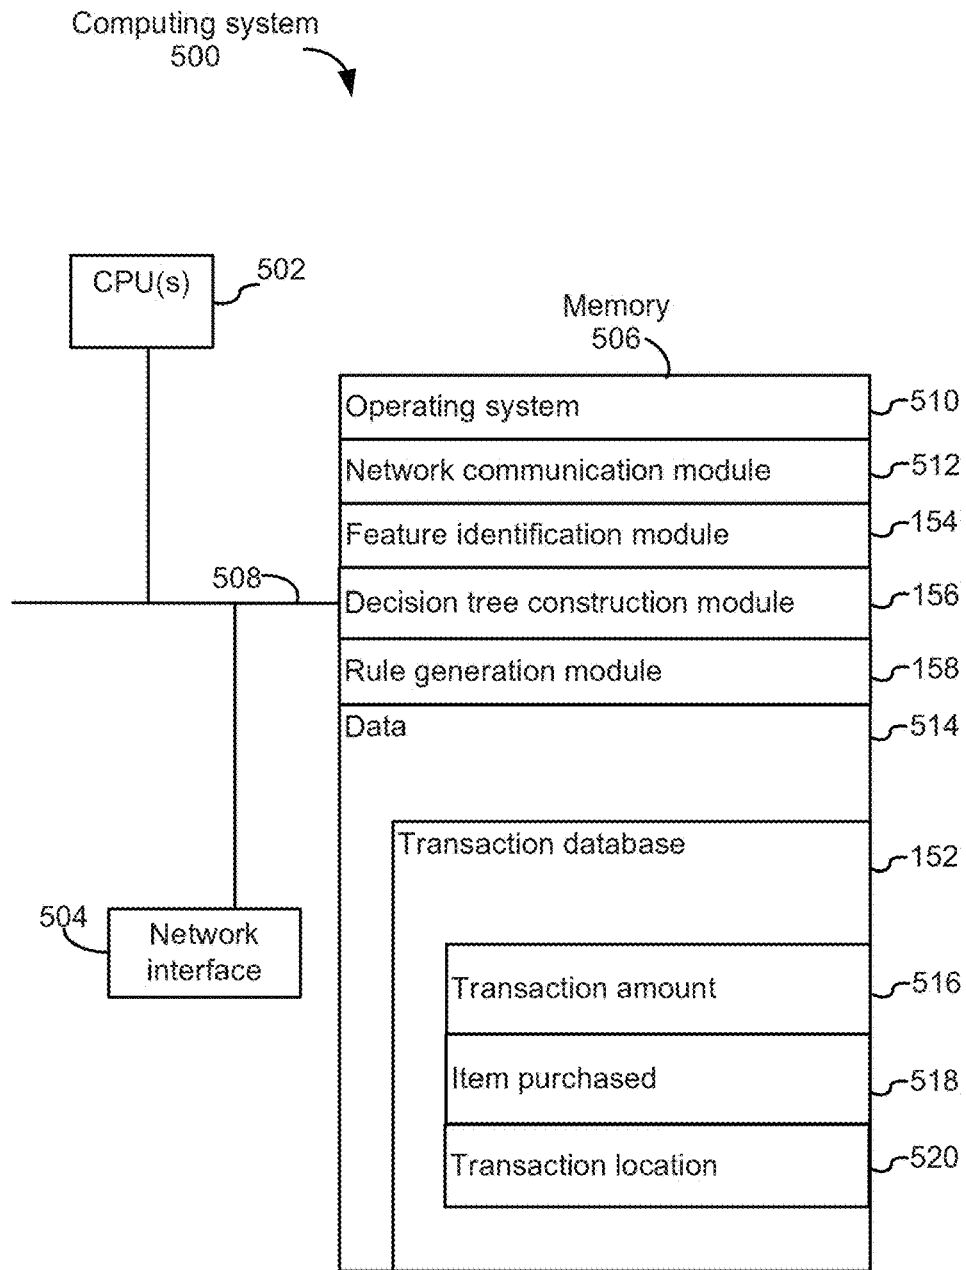 Computing system
500
CPU(s)
502
Memory
506
Operating system
510
Network communication module
512
Feature identification module
154
508
Decision tree construction module
156
Rule generation module
158
Data
514
Transaction database
152
504
Network
interface
Transaction amount
516
Item purchased
518
Transaction location
520